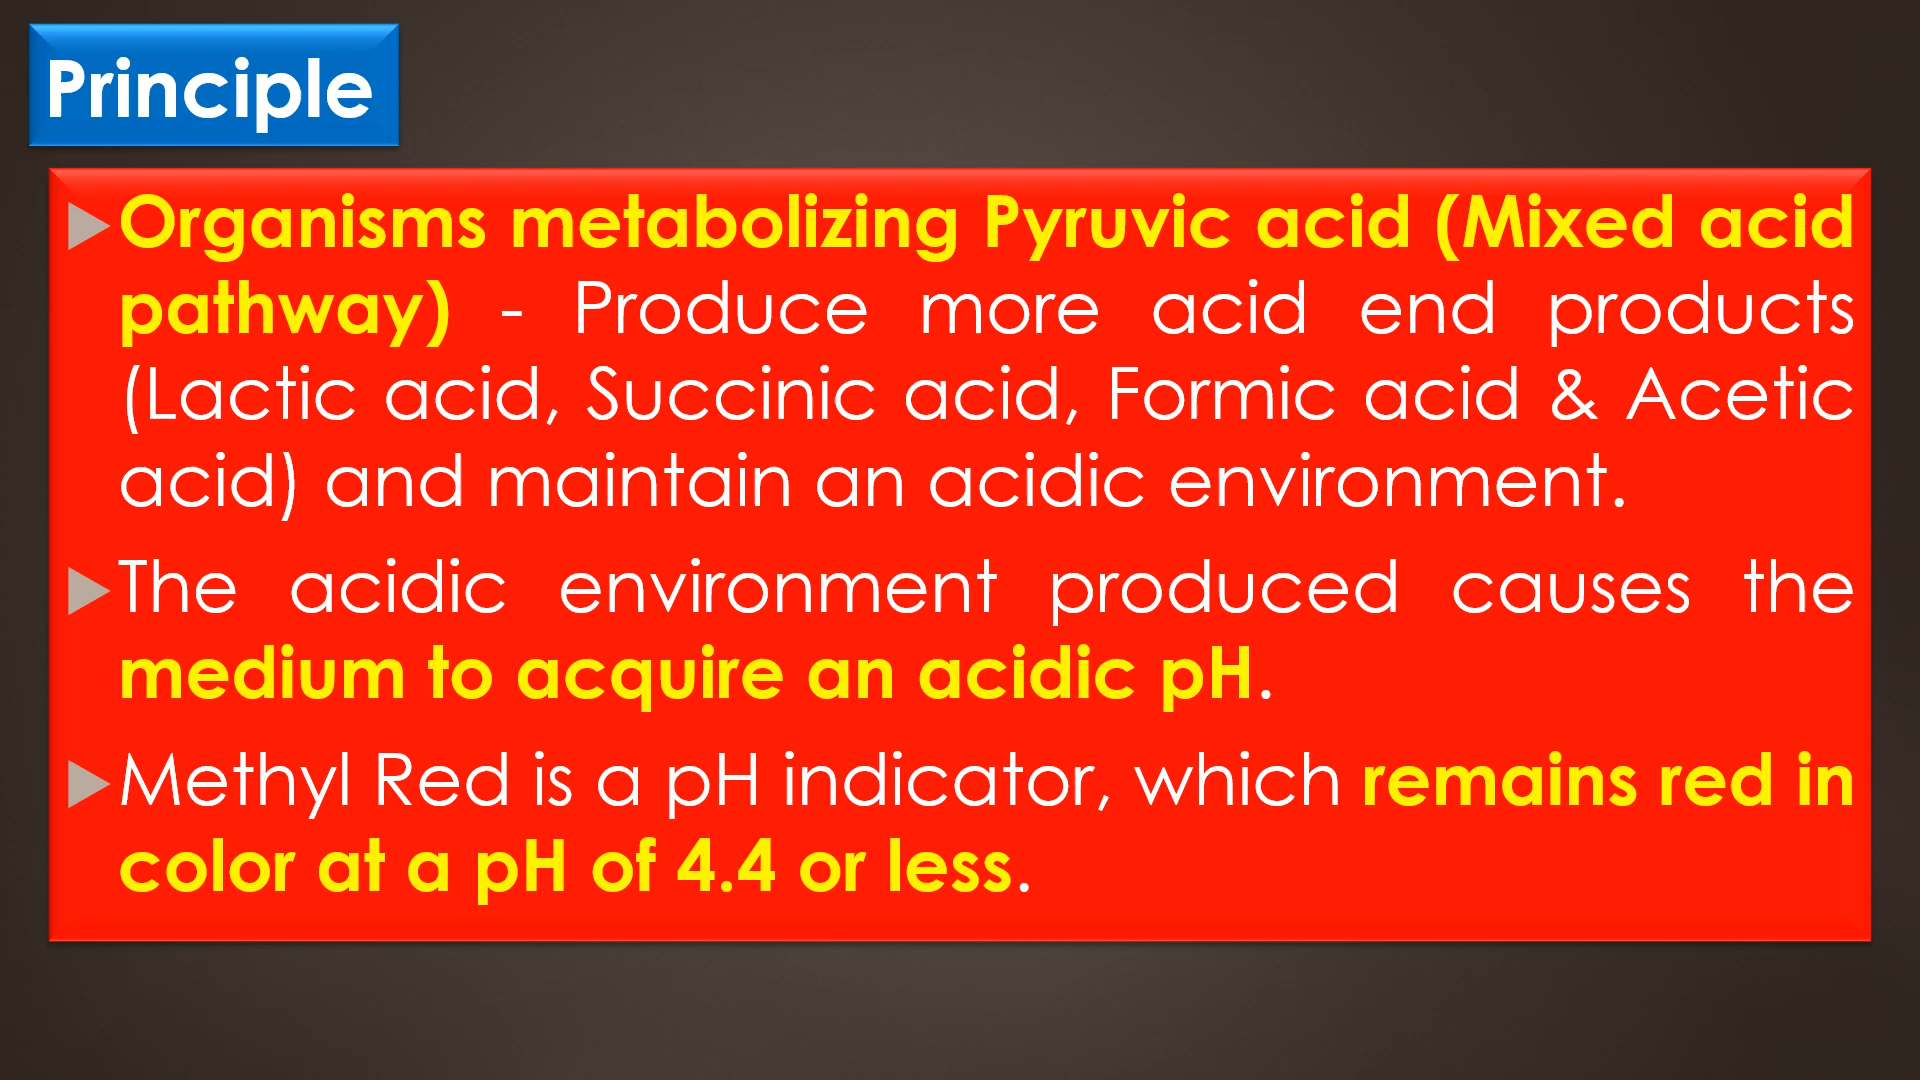 Principle
Organisms metabolizing Pyruvic acid (Mixed acid
pathway) - Produce more acid end products
(Lactic acid, Succinic acid, Formic acid & Acetic
acid) and maintain an acidic environment.
The acidic environment produced causes the
medium to acquire an acidic pH.
Methyl Red is a pH indicator, which remains red in
color at a pH of 4.4 or less.